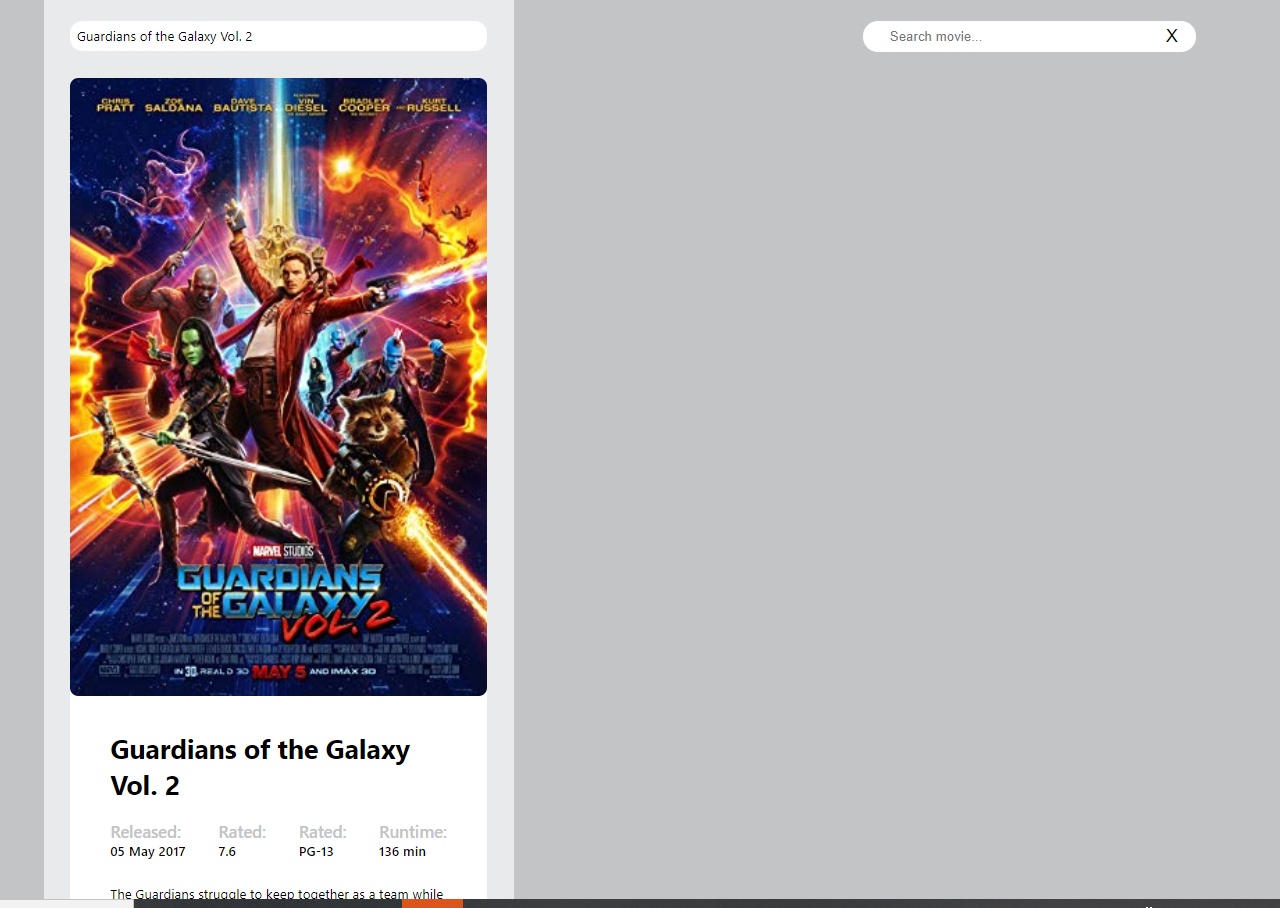 Guardians of the Galaxy Vol. 2
Search movie...
X
CHRIS PRATT ZOE SALDANA DAVE BAUTISTA VIN DIESEL BRADLEY COOPER AND KURT RUSSELL
MARVEL STUDIOS
GUARDIANS
OF THE GALAXY
VOL. 2
IN 3D, REAL D 3D MAY 5 AND IMAX 3D
Guardians of the Galaxy
Vol. 2
Released: Rated: Rated: Runtime:
05 May 2017 7.6 PG-13 136 min
The Guardians struggle to keep together as a team while